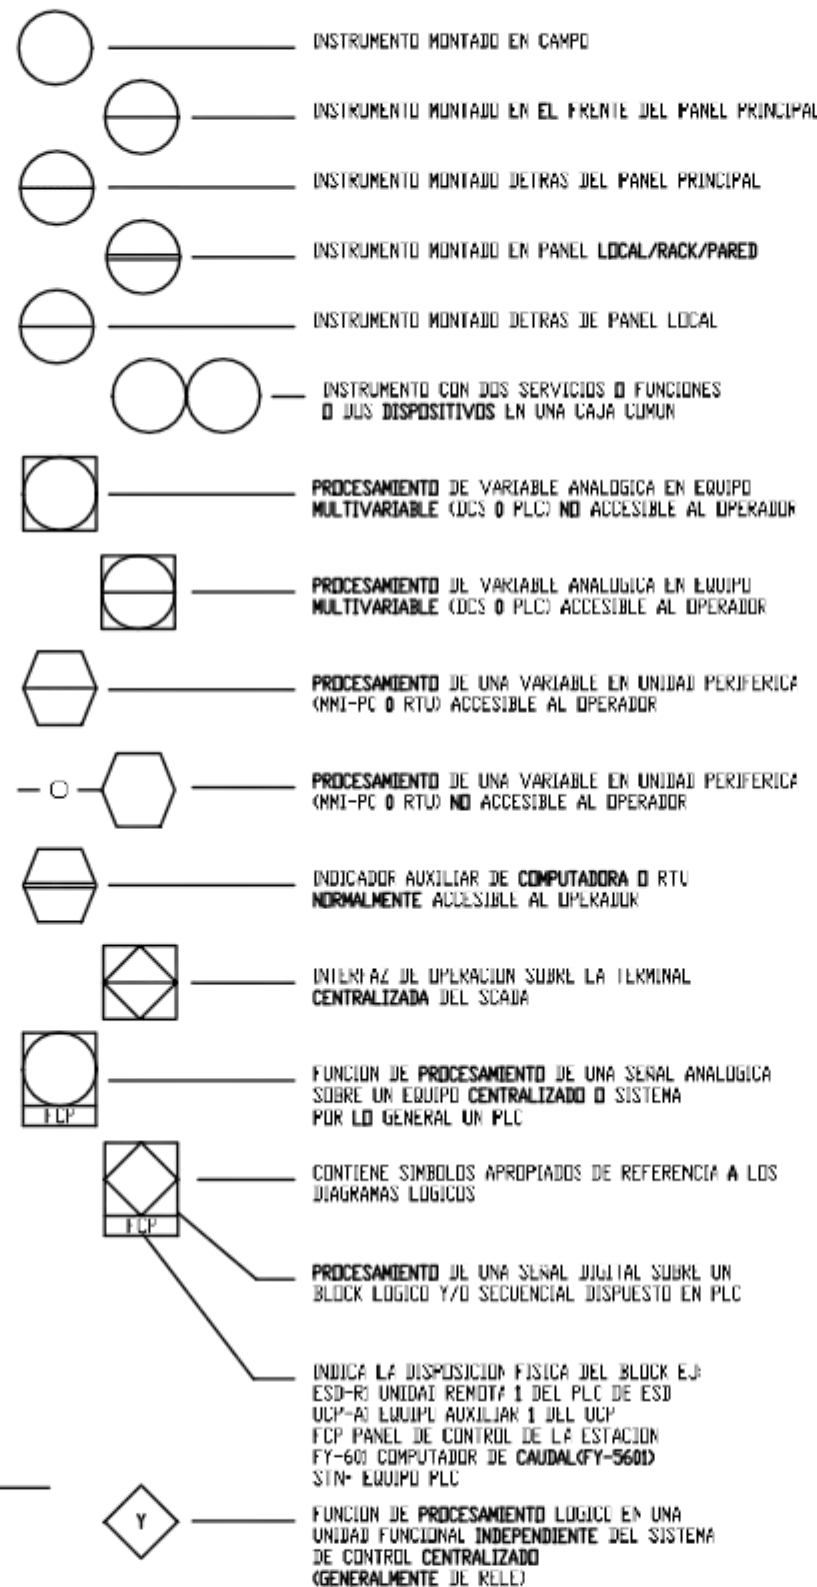 INSTRUMENTO MONTADO EN CAMPO
INSTRUMENTO MONTADO EN EL FRENTE DEL PANEL PRINCIPAL
INSTRUMENTO MONTADO DETRAS DEL PANEL PRINCIPAL
INSTRUMENTO MONTADO EN PANEL LOCAL/RACK/PARED
INSTRUMENTO MONTADO DETRAS DE PANEL LOCAL
INSTRUMENTO CON DOS SERVICIOS O FUNCIONES
O DOS DISPOSITIVOS EN UNA CAJA COMUN
PROCESAMIENTO DE VARIABLE ANALOGICA EN EQUIPO
MULTIVARIABLE (DCS O PLC) NO ACCESIBLE AL OPERADOR
PROCESAMIENTO DE VARIABLE ANALOGICA EN EQUIPO
MULTIVARIABLE (DCS O PLC) ACCESIBLE AL OPERADOR
PROCESAMIENTO DE UNA VARIABLE EN UNIDAD PERIFERICA
(MMI-PC O RTU) ACCESIBLE AL OPERADOR
PROCESAMIENTO DE UNA VARIABLE EN UNIDAD PERIFERICA
(MMI-PC O RTU) NO ACCESIBLE AL OPERADOR
INDICADOR AUXILIAR DE COMPUTADORA O RTU
NORMALMENTE ACCESIBLE AL OPERADOR
INTERFAZ DE OPERACION SOBRE LA TERMINAL
CENTRALIZADA DEL SCADA
FCP
FUNCION DE PROCESAMIENTO DE UNA SEÑAL ANALOGICA
SOBRE UN EQUIPO CENTRALIZADO O SISTEMA
POR LO GENERAL UN PLC
FCP
CONTIENE SIMBOLOS APROPIADOS DE REFERENCIA A LOS
DIAGRAMAS LOGICOS
PROCESAMIENTO DE UNA SEÑAL DIGITAL SOBRE UN
BLOCK LOGICO Y/O SECUENCIAL DISPUESTO EN PLC
INDICA LA DISPOSICION FISICA DEL BLOCK EJ:
ESD-R1 UNIDAD REMOTA 1 DEL PLC DE ESD
UCP-A1 EQUIPO AUXILIAR 1 DEL UCP
FCP PANEL DE CONTROL DE LA ESTACION
FY-601 COMPUTADOR DE CAUDAL(FY-5601)
STN- EQUIPO PLC
Y
FUNCION DE PROCESAMIENTO LOGICO EN UNA
UNIDAD FUNCIONAL INDEPENDIENTE DEL SISTEMA
DE CONTROL CENTRALIZADO
(GENERALMENTE DE RELE)